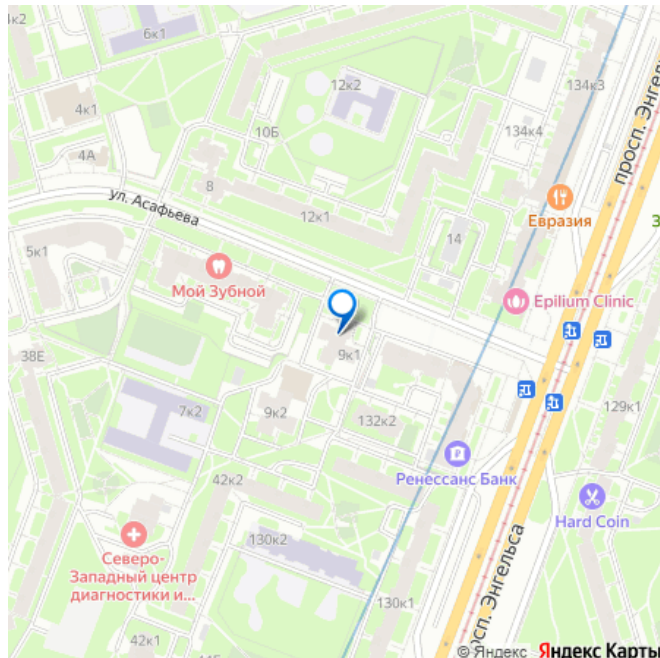 4к2
6к1
4к1
12к2
134к3
просп. Энгельса
10Б
134к4
4А
8
ул. Асафьева
12к1
Евразия
14
5к1
Мой Зубной
Epilium Clinic
38Е
9к1
7к2
9к2
132к2
129к1
42к2
Ренессанс Банк
Hard Coin
Северо-
Западный центр
диагностики и...
130к2
просп. Энгельса
130к1
42к1
© Яндекс Яндекс Карты